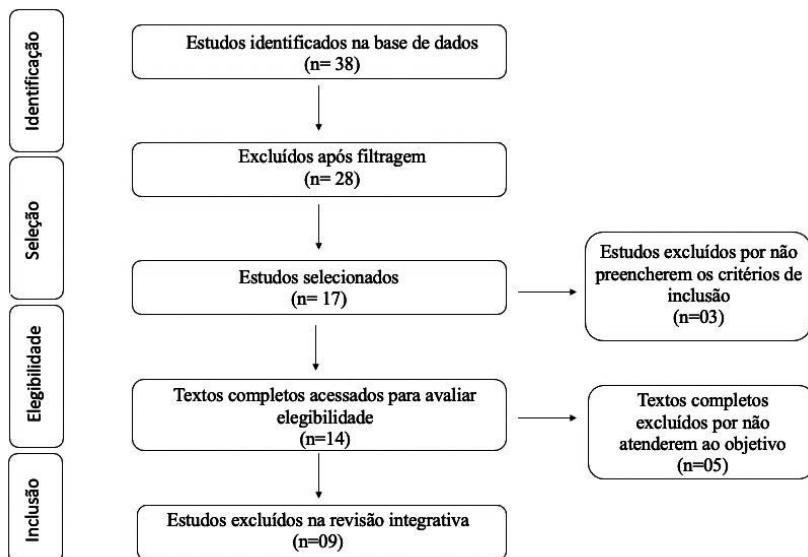 Identificação
Estudos identificados na base de dados
(n= 38)
Seleção
Excluídos após filtragem
(n= 28)
Estudos selecionados
(n= 17)
Estudos excluídos por não
preencherem os critérios de
inclusão
(n=03)
Elegibilidade
Textos completos acessados para avaliar
elegibilidade
(n=14)
Textos completos
excluídos por não
atenderem ao objetivo
(n=05)
Inclusão
Estudos excluídos na revisão integrativa
(n=09)